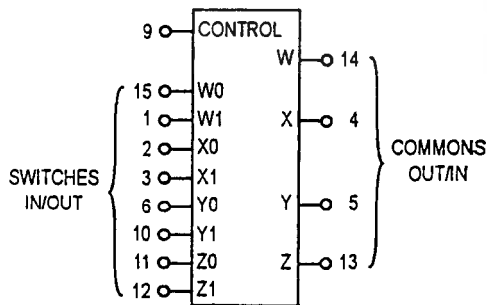 9 CONTROL
W 14
15 W0
1 W1
X 4
2 X0
3 X1
SWITCHES
IN/OUT
COMMONS
OUT/IN
6 Y0
Y 5
10 Y1
11 Z0
Z 13
12 Z1